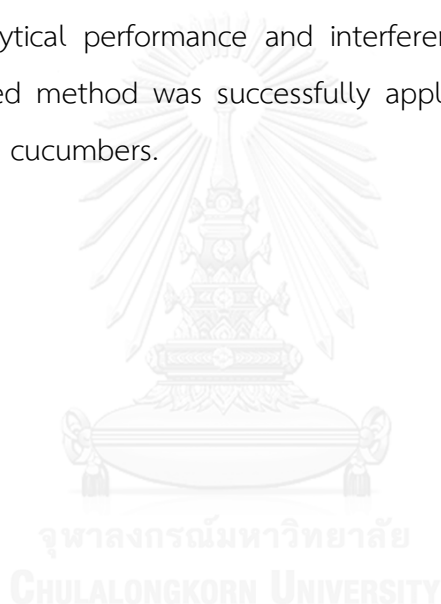 ytical performance and interferen
ed method was successfully appl
cucumbers.
จุฬาลงกรณ์มหาวิทยาลัย
CHULALONGKORN UNIVERSITY